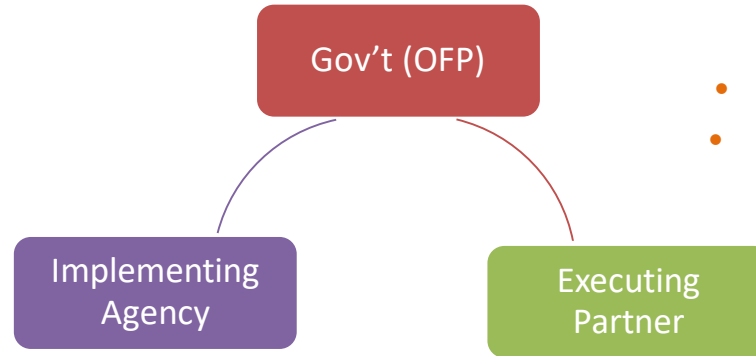 Gov’t (OFP)
Implementing
Agency
Executing
Partner